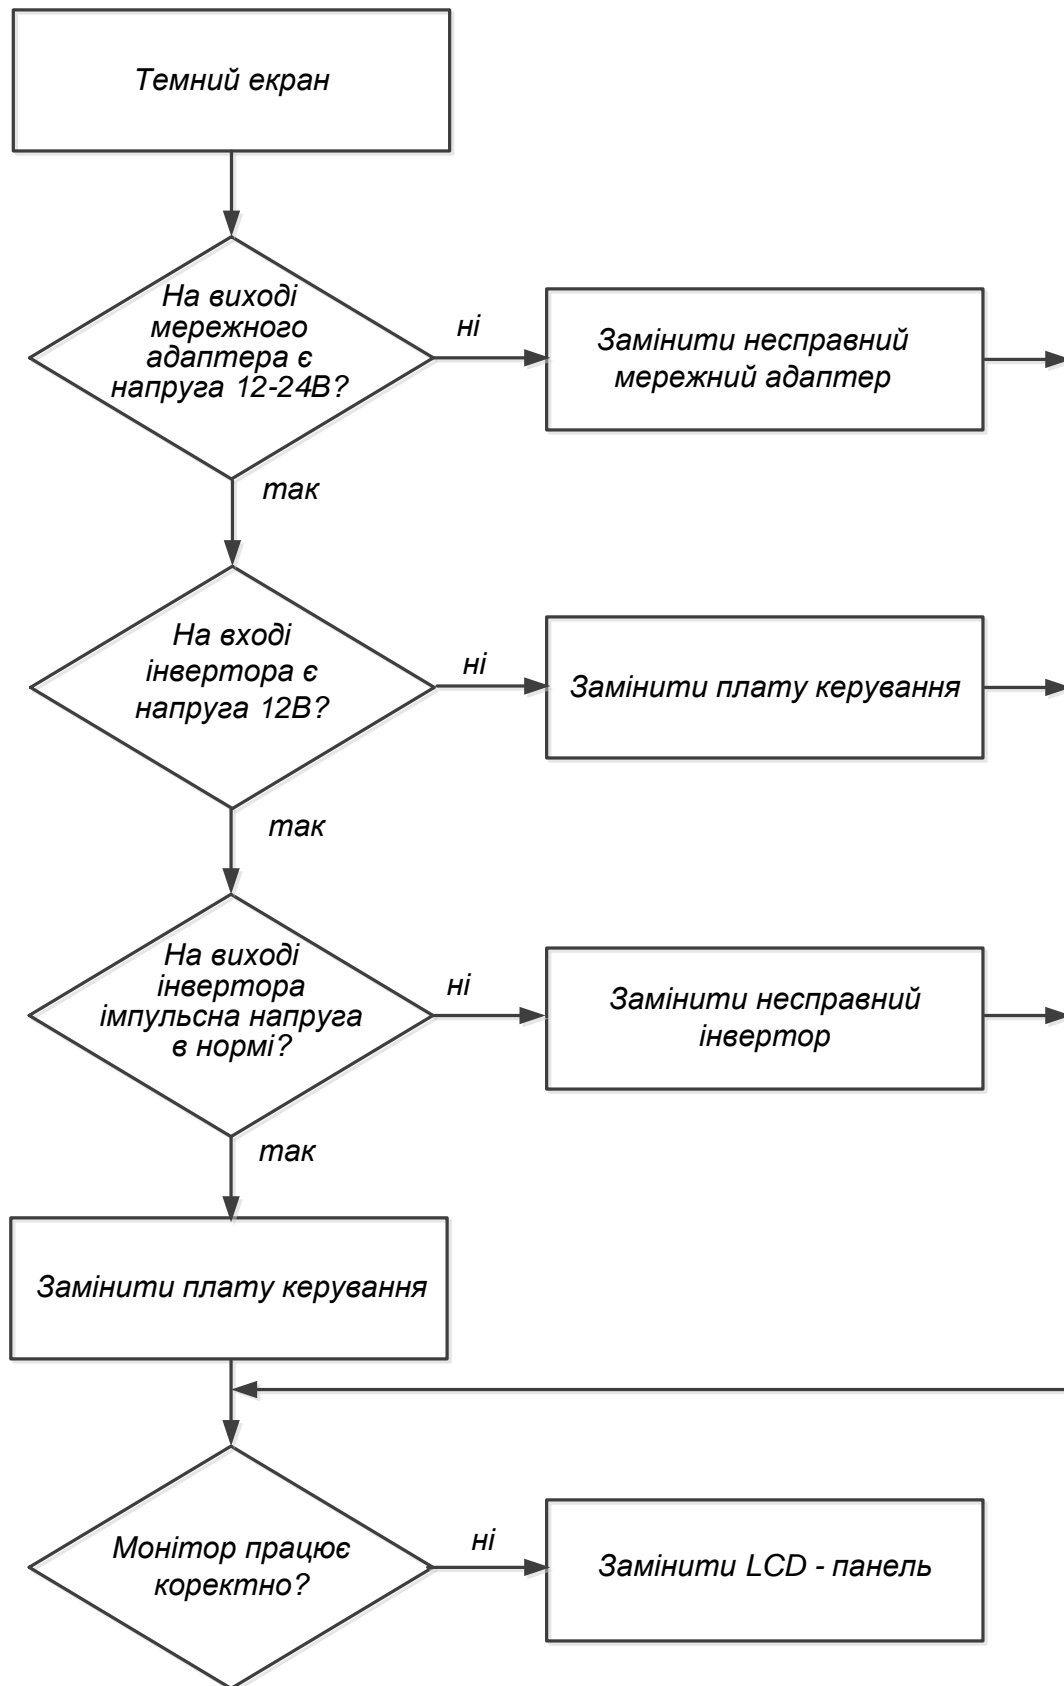 Темний екран
На виході
мережного
адаптера є
напруга 12-24В?
ні
Замінити несправний
мережний адаптер
так
На вході
інвертора є
напруга 12В?
ні
Замінити плату керування
так
На виході
інвертора
імпульсна напруга
в нормі?
ні
Замінити несправний
інвертор
так
Замінити плату керування
Монітор працює
коректно?
ні
Замінити LCD - панель